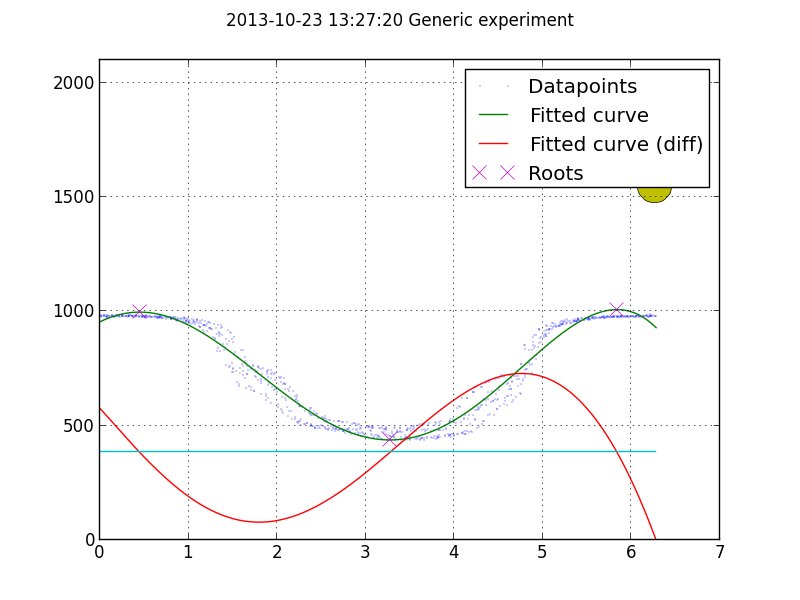 2013-10-23 13:27:20 Generic experiment
Datapoints
Fitted curve
Fitted curve (diff)
Roots
2000
1500
1000
500
0
0 1 2 3 4 5 6 7